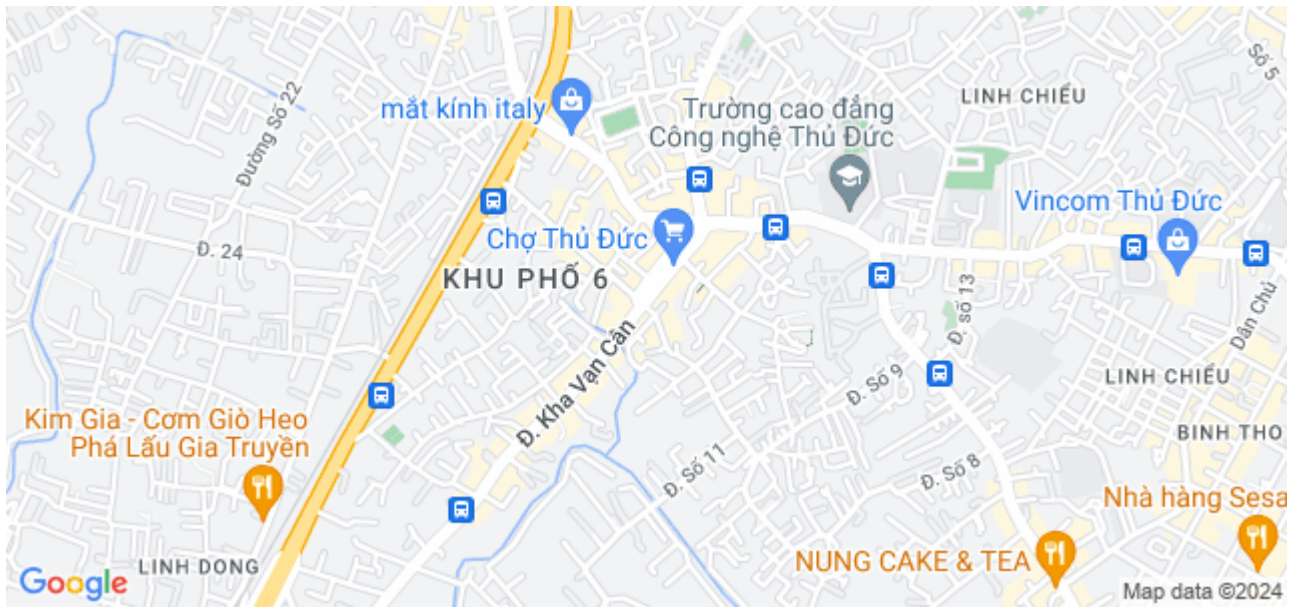 Số 5
LINH CHIỂU
mắt kính italy
Trường cao đẳng
Công nghệ Thủ Đức
Đường Số 22
Vincom Thủ Đức
Chợ Thủ Đức
Đ. 24
KHU PHỐ 6
Đ. số 13
Dân Chủ
Đ. Kha Vạn Cân
Đ. Số 9
LINH CHIỂU
Kim Gia - Cơm Giò Heo
Phá Lấu Gia Truyền
BINH THO
Đ. Số 11
Đ. Số 8
Nhà hàng Sesa
NUNG CAKE & TEA
LINH DONG
Google
Map data ©2024